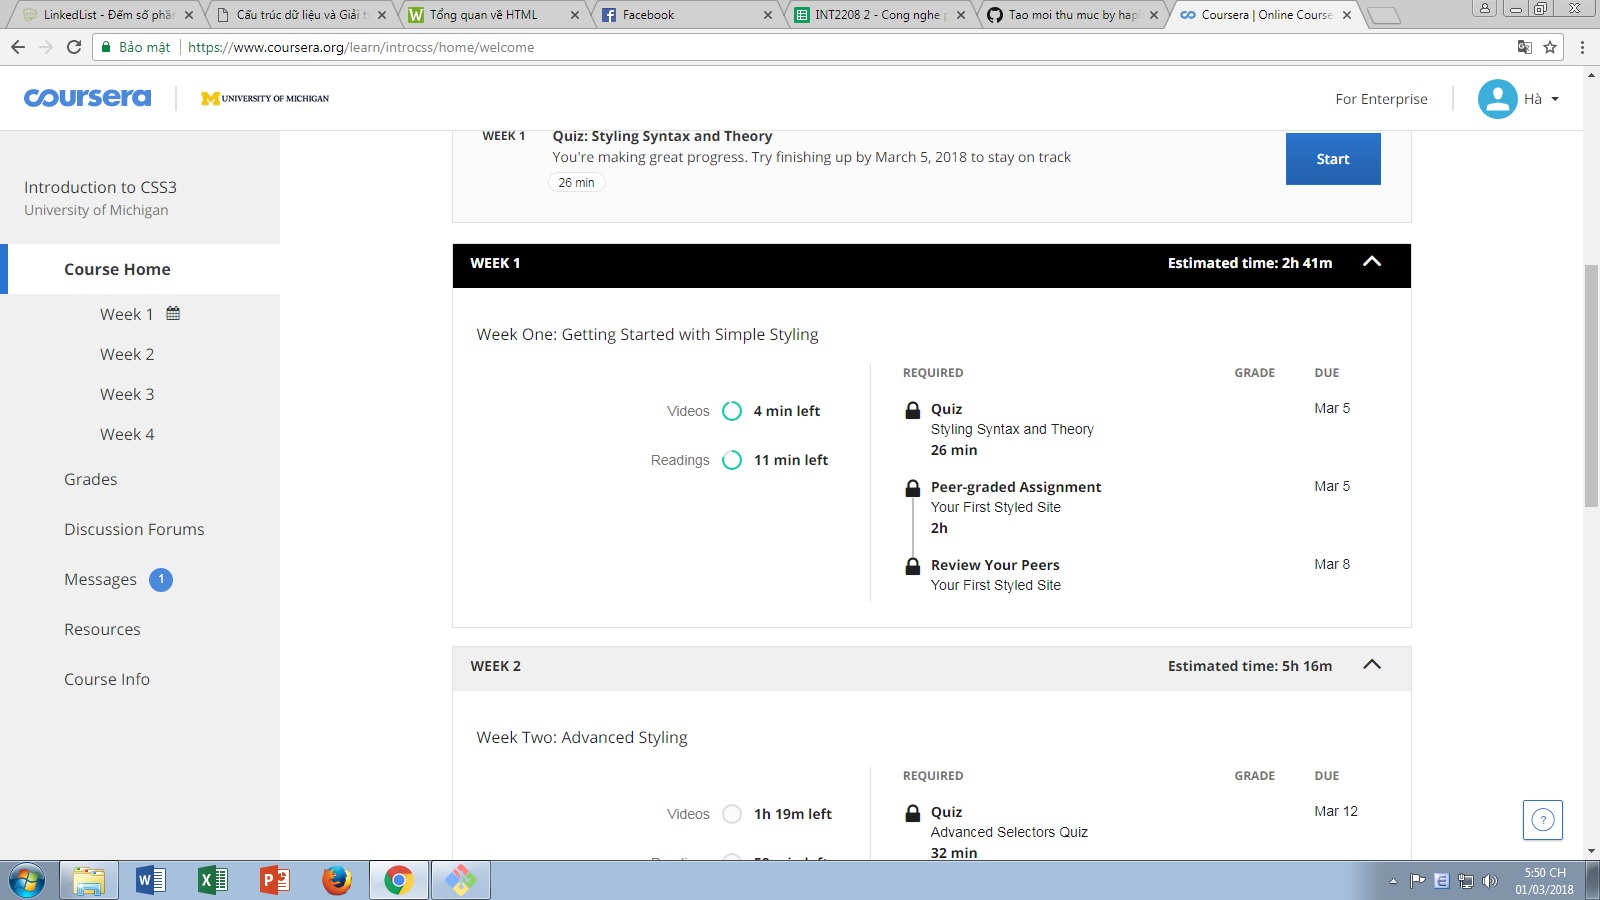 LinkedList - Đếm số phần
Cấu trúc dữ liệu và Giải t
Tổng quan về HTML
Facebook
INT2208 2 - Cong nghe p
Tao moi thu muc by hap
Coursera | Online Course
Bảo mật
https://www.coursera.org/learn/introcss/home/welcome
coursera
UNIVERSITY OF MICHIGAN
For Enterprise
Hà
Introduction to CSS3
University of Michigan
Course Home
Week 1
Week 2
Week 3
Week 4
Grades
Discussion Forums
Messages 1
Resources
Course Info
WEEK 1
Quiz: Styling Syntax and Theory
You're making great progress. Try finishing up by March 5, 2018 to stay on track
26 min
Start
WEEK 1
Estimated time: 2h 41m
Week One: Getting Started with Simple Styling
Videos 4 min left
Readings 11 min left
REQUIRED GRADE DUE
Quiz Mar 5
Styling Syntax and Theory
26 min
Peer-graded Assignment Mar 5
Your First Styled Site
2h
Review Your Peers Mar 8
Your First Styled Site
WEEK 2
Estimated time: 5h 16m
Week Two: Advanced Styling
Videos 1h 19m left
REQUIRED GRADE DUE
Quiz Mar 12
Advanced Selectors Quiz
32 min
?
5:50 CH
01/03/2018